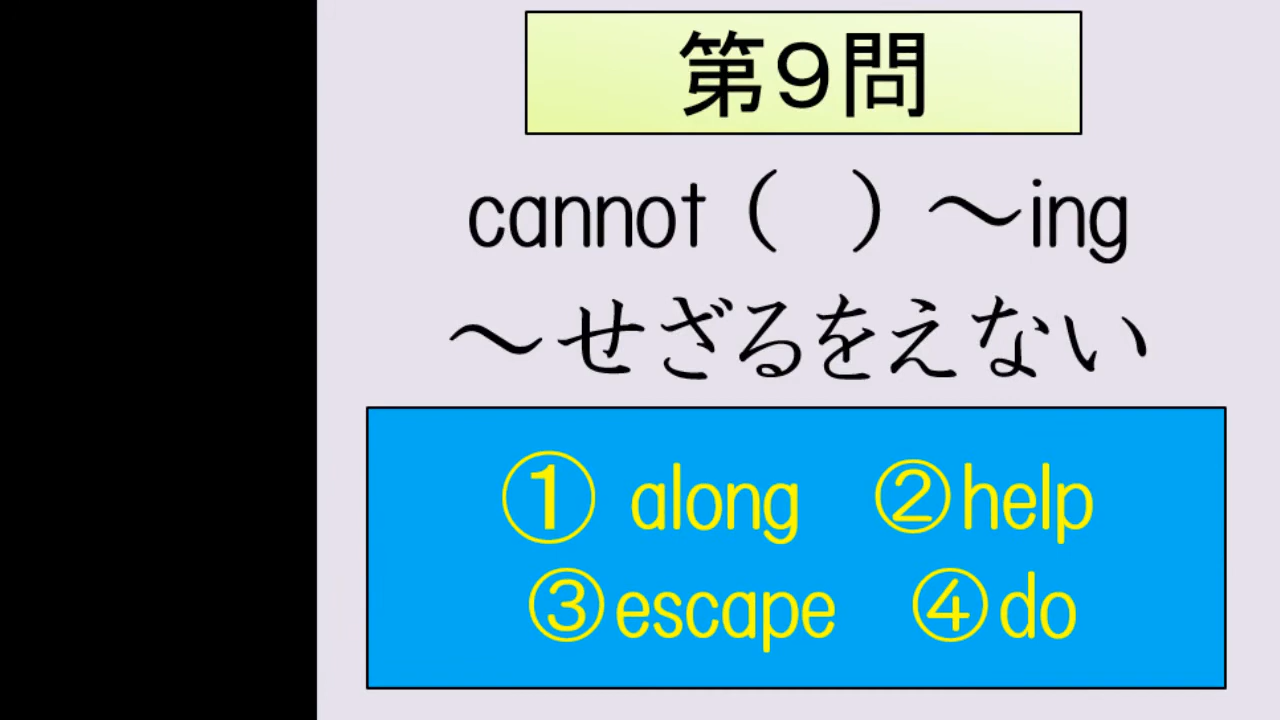 第9問
cannot（　）～ing
～せざるをえない
① along　②help
③escape　④do